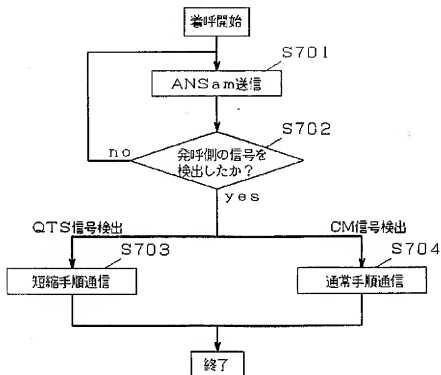 着呼開始
S701
ANSam送信
S702
発呼側の信号を
検出したか?
no
yes
QTS信号検出
CM信号検出
S703
S704
短縮手順通信
通常手順通信
終了